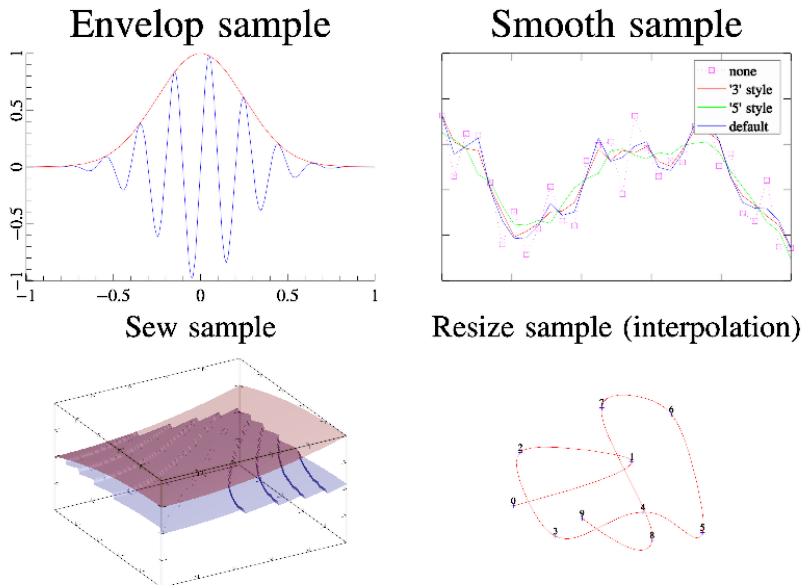 Envelop sample
Smooth sample
1
0.5
0
−0.5
−1
−1
−0.5
0
0.5
1
none
'3' style
'5' style
default
Sew sample
Resize sample (interpolation)
7
6
2
1
0
9
4
3
8
5